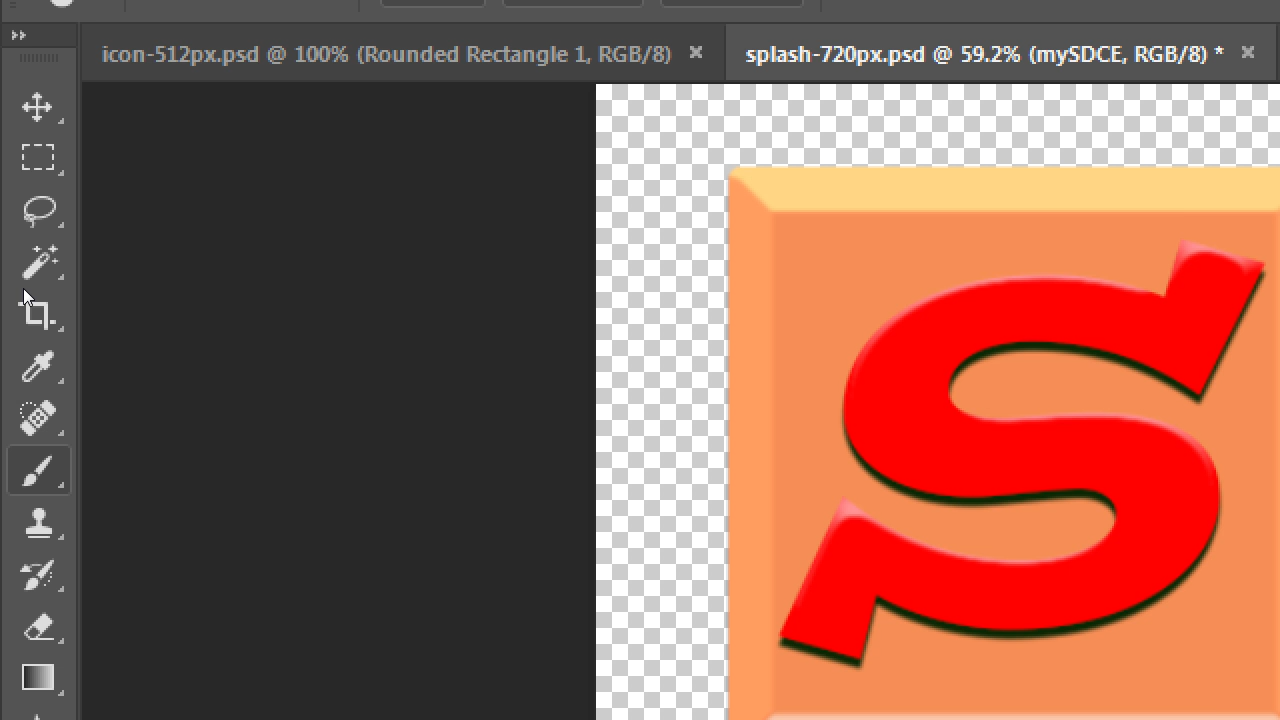 icon-512px.psd @ 100% (Rounded Rectangle 1, RGB/8) ×
splash-720px.psd @ 59.2% (mySDCE, RGB/8) * ×
S